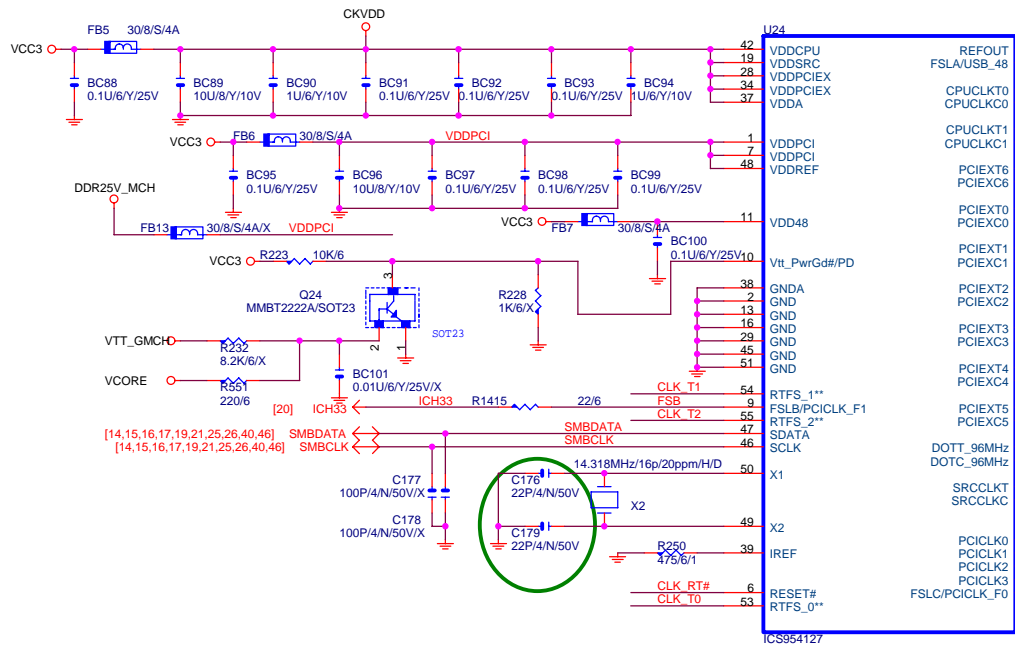 CKVDD
U24
FB5 30/8/S/4A
VCC3
42 VDDCPU REFOUT
19 VDDSRC FSLA/USB_48
28 VDDPCIEX
34 VDDPCIEX CPUCLKT0
37 VDDA CPUCLKC0
BC88 0.1U/6/Y/25V
BC89 10U/8/Y/10V
BC90 1U/6/Y/10V
BC91 0.1U/6/Y/25V
BC92 0.1U/6/Y/25V
BC93 0.1U/6/Y/25V
BC94 1U/6/Y/10V
CPUCLKT1
CPUCLKC1
VCC3 FB6 30/8/S/4A VDDPCI
1 VDDPCI
7 VDDPCI
48 VDDREF
PCIEXT6
PCIEXC6
BC95 0.1U/6/Y/25V
BC96 10U/8/Y/10V
BC97 0.1U/6/Y/25V
BC98 0.1U/6/Y/25V
BC99 0.1U/6/Y/25V
DDR25V_MCH
FB13 30/8/S/4A/X VDDPCI
VCC3 FB7 30/8/S/4A
11 VDD48
PCIEXT0
PCIEXC0
BC100 0.1U/6/Y/25V
VCC3 R223 10K/6
10 Vtt_PwrGd#/PD
PCIEXT1
PCIEXC1
3
Q24
MMBT2222A/SOT23
SOT23
2 1
R228 1K/6/X
38 GNDA PCIEXT2
2 GND PCIEXC2
13 GND
16 GND PCIEXT3
29 GND PCIEXC3
45 GND
51 GND PCIEXT4
PCIEXC4
VTT_GMCH
R232
8.2K/6/X
VCORE
R551
220/6
BC101
0.01U/6/Y/25V/X
CLK_T1 54 RTFS_1**
[20] ICH33 ICH33 R1415 22/6 FSB 9 FSLB/PCICLK_F1 PCIEXT5
CLK_T2 55 RTFS_2** PCIEXC5
[14,15,16,17,19,21,25,26,40,46] SMBDATA SMBDATA 47 SDATA
[14,15,16,17,19,21,25,26,40,46] SMBCLK SMBCLK 46 SCLK
DOTT_96MHz
DOTC_96MHz
14.318MHz/16p/20ppm/H/D
50 X1
C177
100P/4/N/50V/X
C176
22P/4/N/50V
X2
SRCCLKT
SRCCLKC
C178
100P/4/N/50V/X
C179
22P/4/N/50V
49 X2
R250
475/6/1
39 IREF
PCICLK0
PCICLK1
PCICLK2
PCICLK3
CLK_RT# 6 RESET# FSLC/PCICLK_F0
CLK_T0 53 RTFS_0**
ICS954127